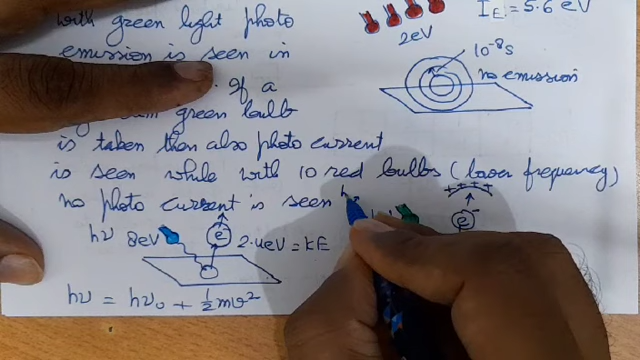 with green light photo
emission is seen in
. If a
green bulb
is taken than also photo current
is seen while with 10 red bulbs (lower frequency)
no photo current is seen
I_E = 5.6 eV
2eV
10⁻⁸s
no emission
hν 8eV
e
2.4eV = KE
hν = hν₀ + ½mv²
++++
e⁻